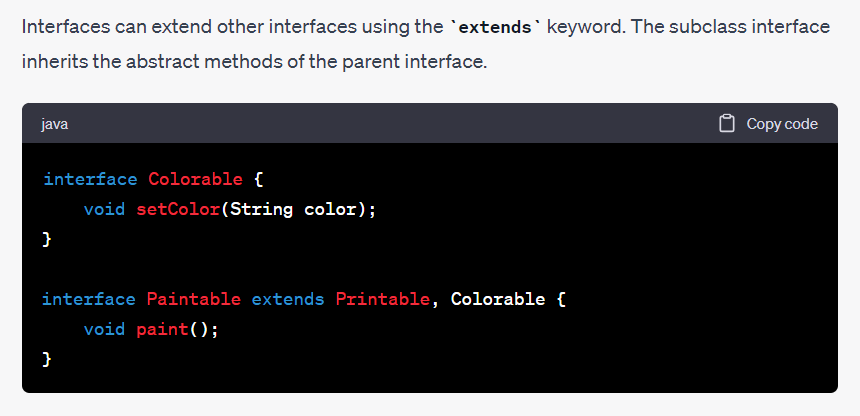 Interfaces can extend other interfaces using the `extends` keyword. The subclass interface
inherits the abstract methods of the parent interface.
java
Copy code
interface Colorable {
    void setColor(String color);
}
interface Paintable extends Printable, Colorable {
    void paint();
}